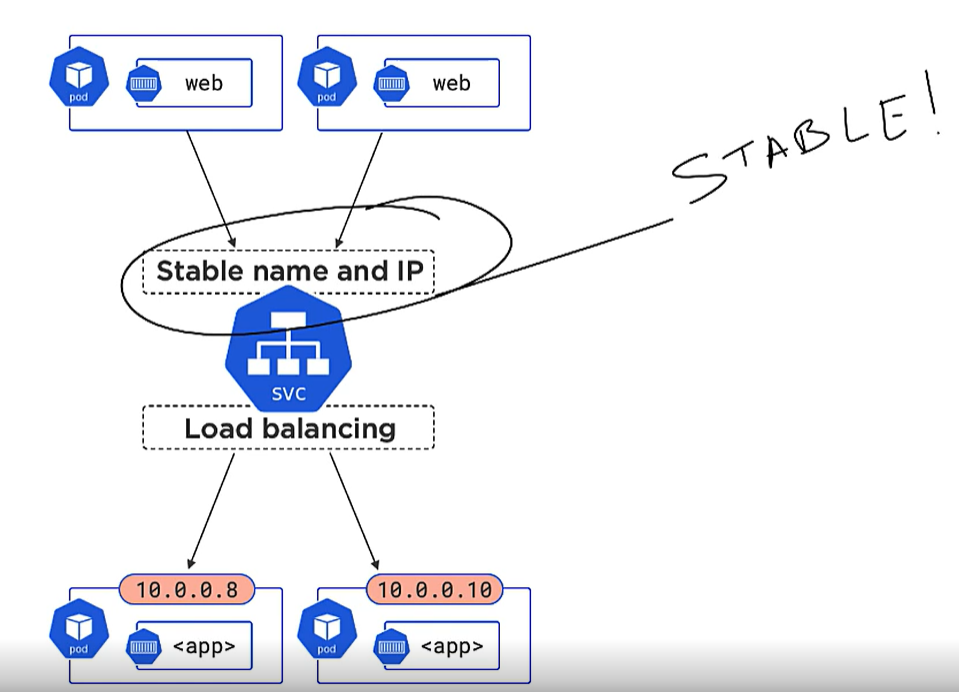 web
web
pod
pod
STABLE!
Stable name and IP
SVC
Load balancing
10.0.0.8
10.0.0.10
<app>
<app>
pod
pod